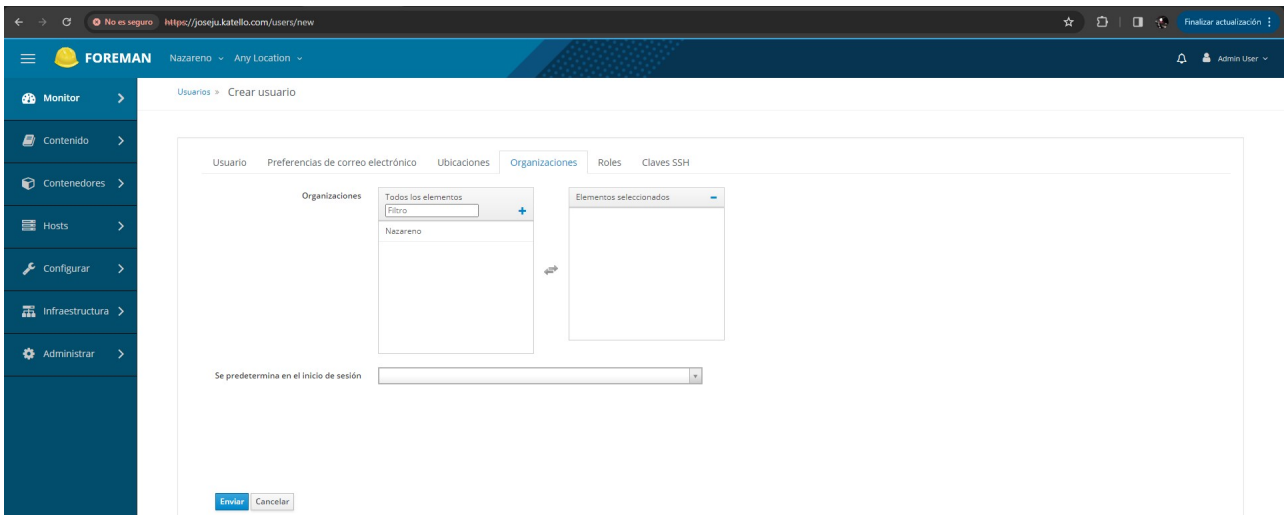 No es seguro https://joseju.katello.com/users/new Finalizar actualización
FOREMAN Nazareno Any Location Admin User
Monitor
Contenido
Contenedores
Hosts
Configurar
Infraestructura
Administrar
Usuarios » Crear usuario
Usuario Preferencias de correo electrónico Ubicaciones Organizaciones Roles Claves SSH
Organizaciones Todos los elementos Elementos seleccionados
Filtro
Nazareno
Se predetermina en el inicio de sesión
Enviar Cancelar